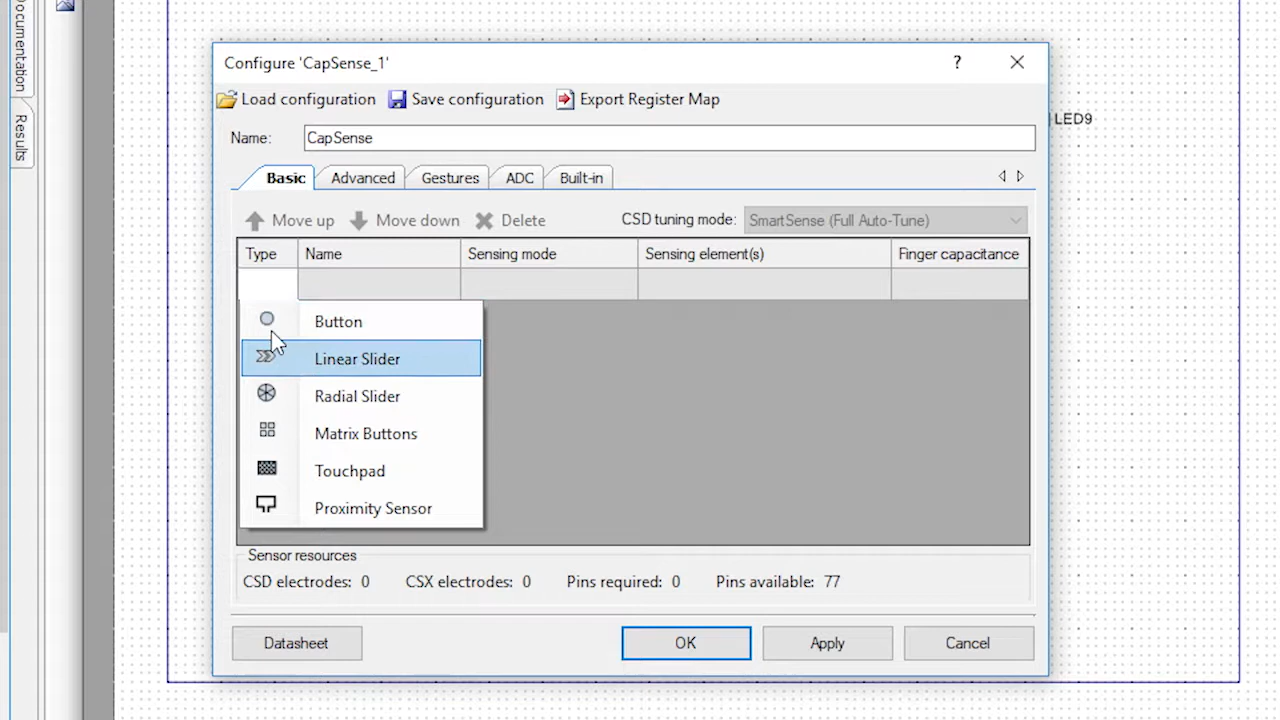 Documentation
Results
Configure 'CapSense_1'
?
Load configuration Save configuration Export Register Map
Name: CapSense
LED9
Basic Advanced Gestures ADC Built-in
Move up Move down Delete CSD tuning mode: SmartSense (Full Auto-Tune)
Type Name Sensing mode Sensing element(s) Finger capacitance
Button
Linear Slider
Radial Slider
Matrix Buttons
Touchpad
Proximity Sensor
Sensor resources
CSD electrodes: 0 CSX electrodes: 0 Pins required: 0 Pins available: 77
Datasheet OK Apply Cancel